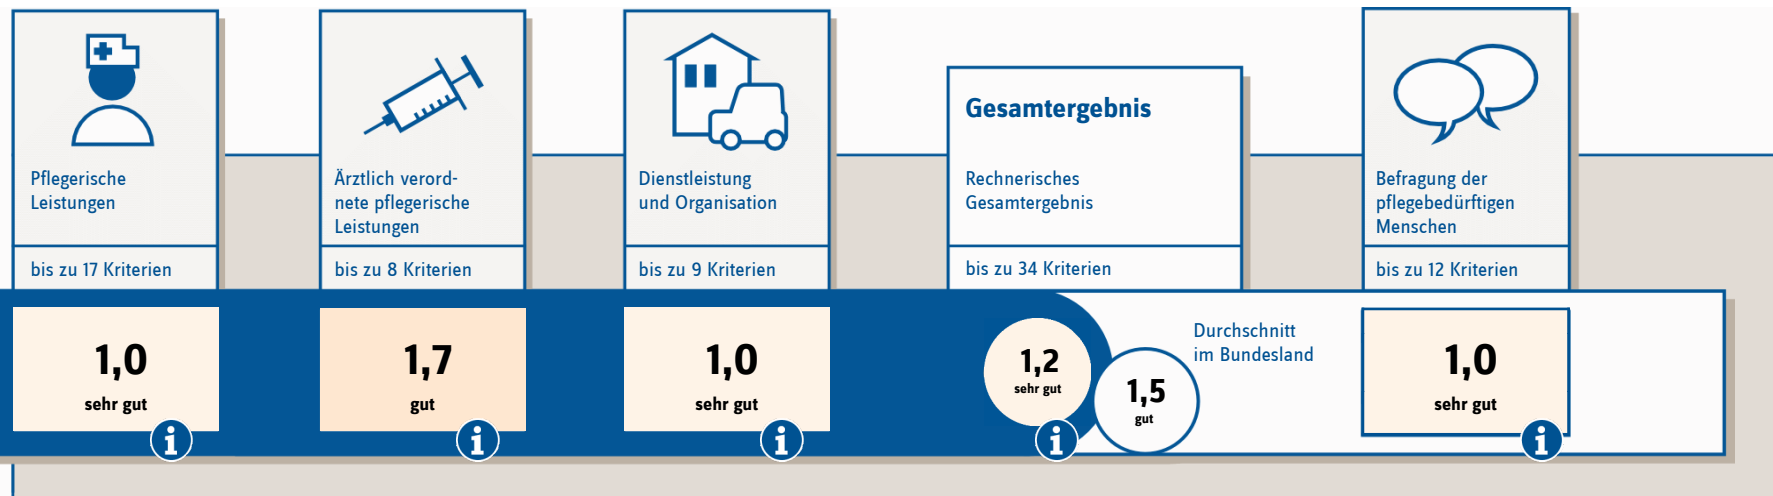 Pflegerische
Leistungen
bis zu 17 Kriterien
1,0
sehr gut
i
Ärztlich verord-
nete pflegerische
Leistungen
bis zu 8 Kriterien
1,7
gut
i
Dienstleistung
und Organisation
bis zu 9 Kriterien
1,0
sehr gut
i
Gesamtergebnis
Rechnerisches
Gesamtergebnis
bis zu 34 Kriterien
1,2
sehr gut
i
1,5
gut
Durchschnitt
im Bundesland
Befragung der
pflegebedürftigen
Menschen
bis zu 12 Kriterien
1,0
sehr gut
i